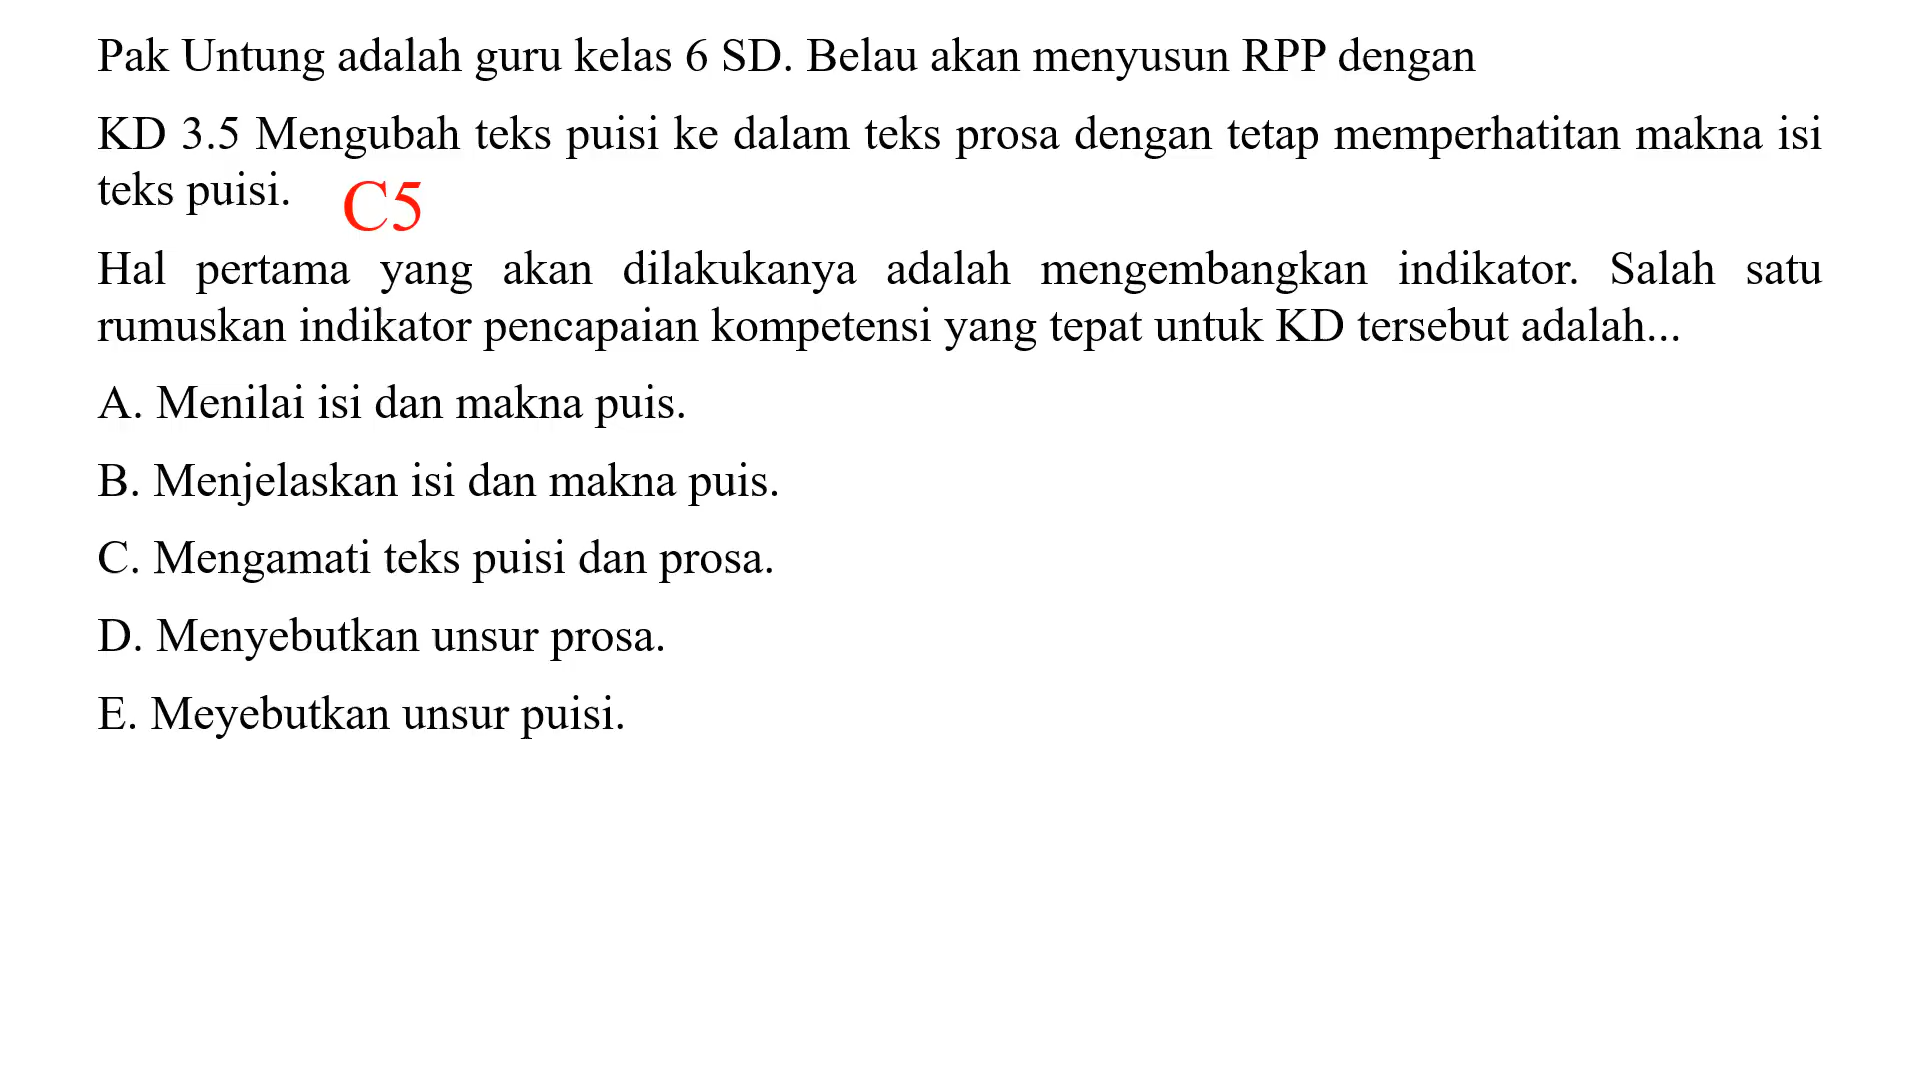 Pak Untung adalah guru kelas 6 SD. Belau akan menyusun RPP dengan
KD 3.5 Mengubah teks puisi ke dalam teks prosa dengan tetap memperhatitan makna isi
teks puisi. C5
Hal pertama yang akan dilakukanya adalah mengembangkan indikator. Salah satu
rumuskan indikator pencapaian kompetensi yang tepat untuk KD tersebut adalah...
A. Menilai isi dan makna puis.
B. Menjelaskan isi dan makna puis.
C. Mengamati teks puisi dan prosa.
D. Menyebutkan unsur prosa.
E. Meyebutkan unsur puisi.